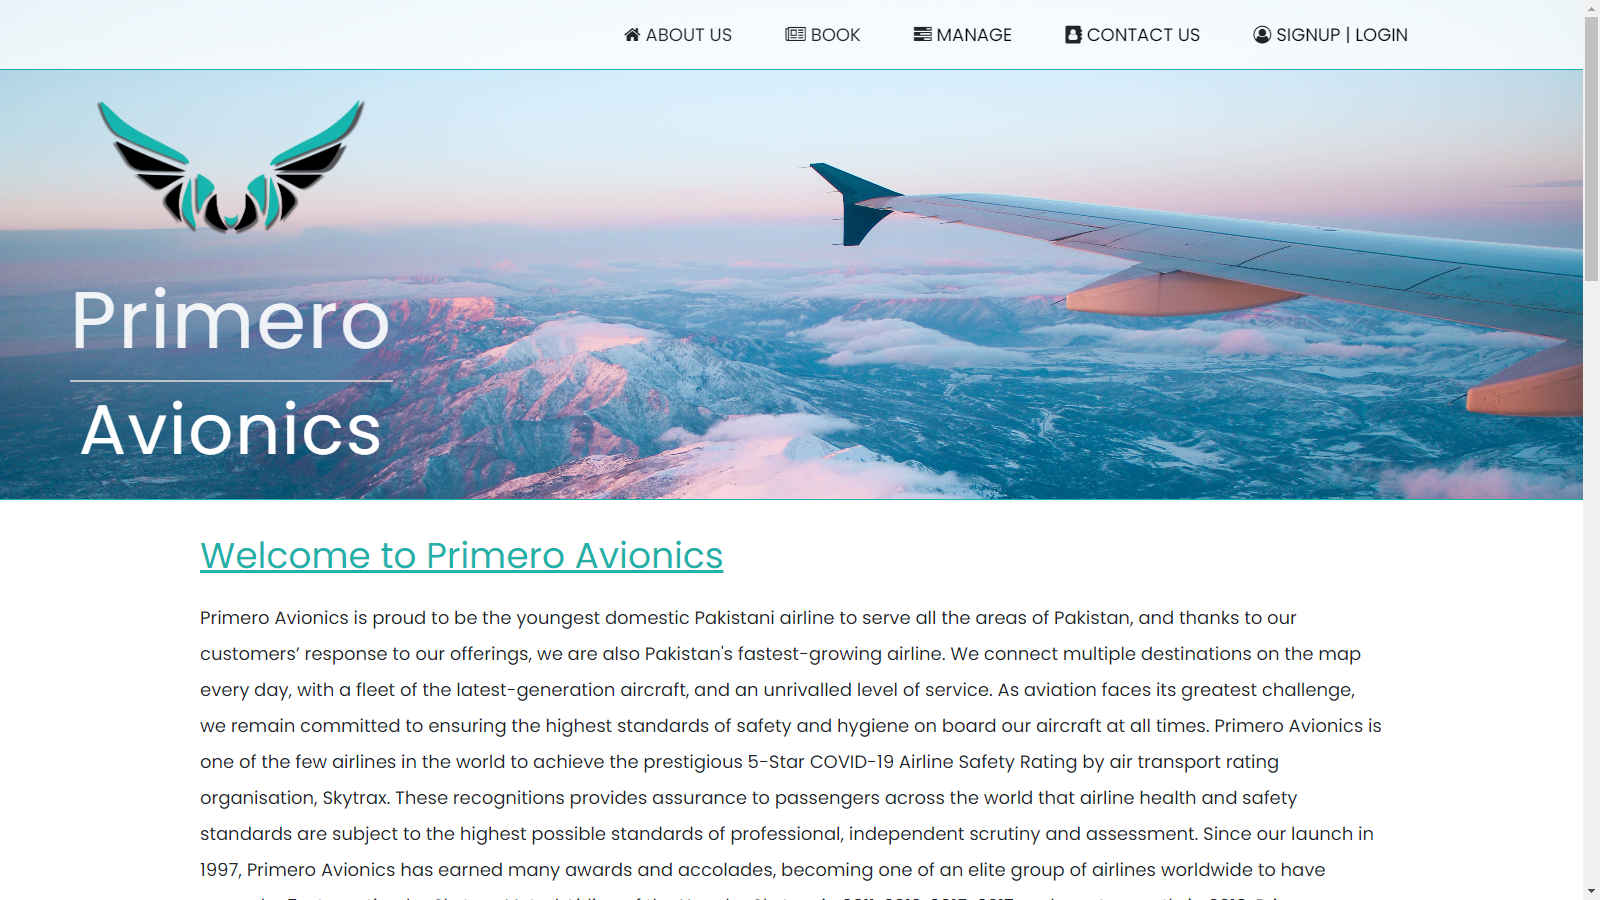 ABOUT US BOOK MANAGE CONTACT US SIGNUP | LOGIN
Primero
Avionics
Welcome to Primero Avionics
Primero Avionics is proud to be the youngest domestic Pakistani airline to serve all the areas of Pakistan, and thanks to our
customers’ response to our offerings, we are also Pakistan's fastest-growing airline. We connect multiple destinations on the map
every day, with a fleet of the latest-generation aircraft, and an unrivalled level of service. As aviation faces its greatest challenge,
we remain committed to ensuring the highest standards of safety and hygiene on board our aircraft at all times. Primero Avionics is
one of the few airlines in the world to achieve the prestigious 5-Star COVID-19 Airline Safety Rating by air transport rating
organisation, Skytrax. These recognitions provides assurance to passengers across the world that airline health and safety
standards are subject to the highest possible standards of professional, independent scrutiny and assessment. Since our launch in
1997, Primero Avionics has earned many awards and accolades, becoming one of an elite group of airlines worldwide to have